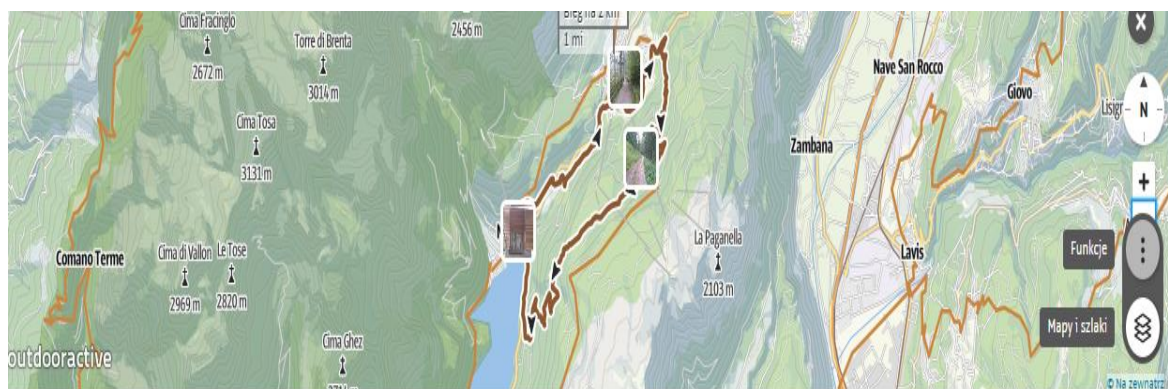 Cima Fracinglo
2672 m
Torre di Brenta
3014 m
2456 m
Bieg na 2 km
1 mi
Cima Tosa
3131 m
Comano Terme
Cima di Vallon
2969 m
Le Tose
2820 m
Cima Ghez
La Paganella
2103 m
Nave San Rocco
Zambana
Giovo
Lavis
N
+
Funkcje
Mapy i szlaki
outdooractive
© Na zewnątrz